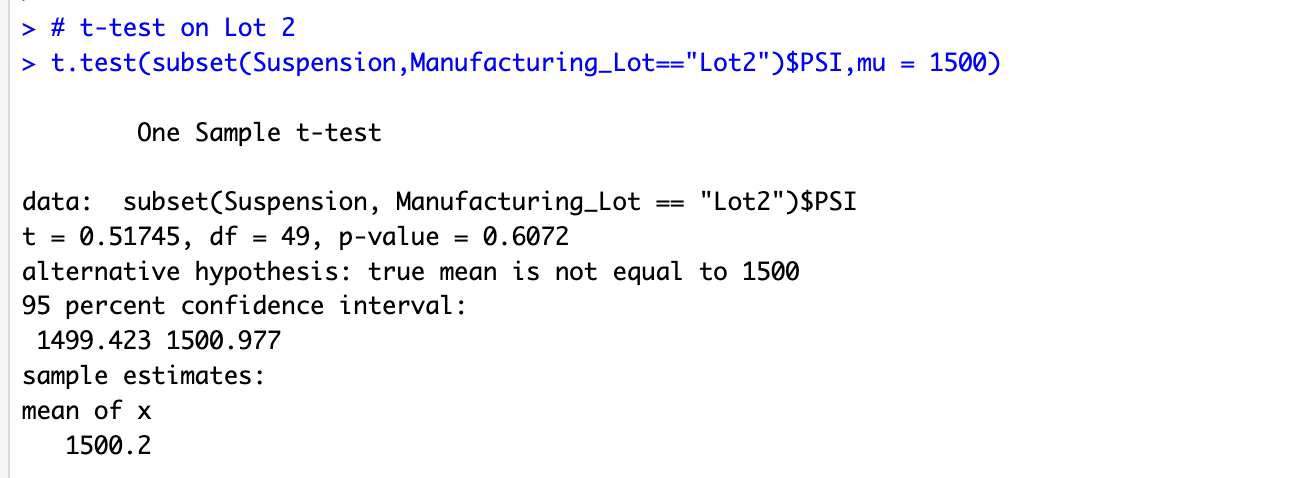 > # t-test on Lot 2
> t.test(subset(Suspension,Manufacturing_Lot=="Lot2")$PSI,mu = 1500)
One Sample t-test
data:  subset(Suspension, Manufacturing_Lot == "Lot2")$PSI
t = 0.51745, df = 49, p-value = 0.6072
alternative hypothesis: true mean is not equal to 1500
95 percent confidence interval:
1499.423 1500.977
sample estimates:
mean of x
1500.2